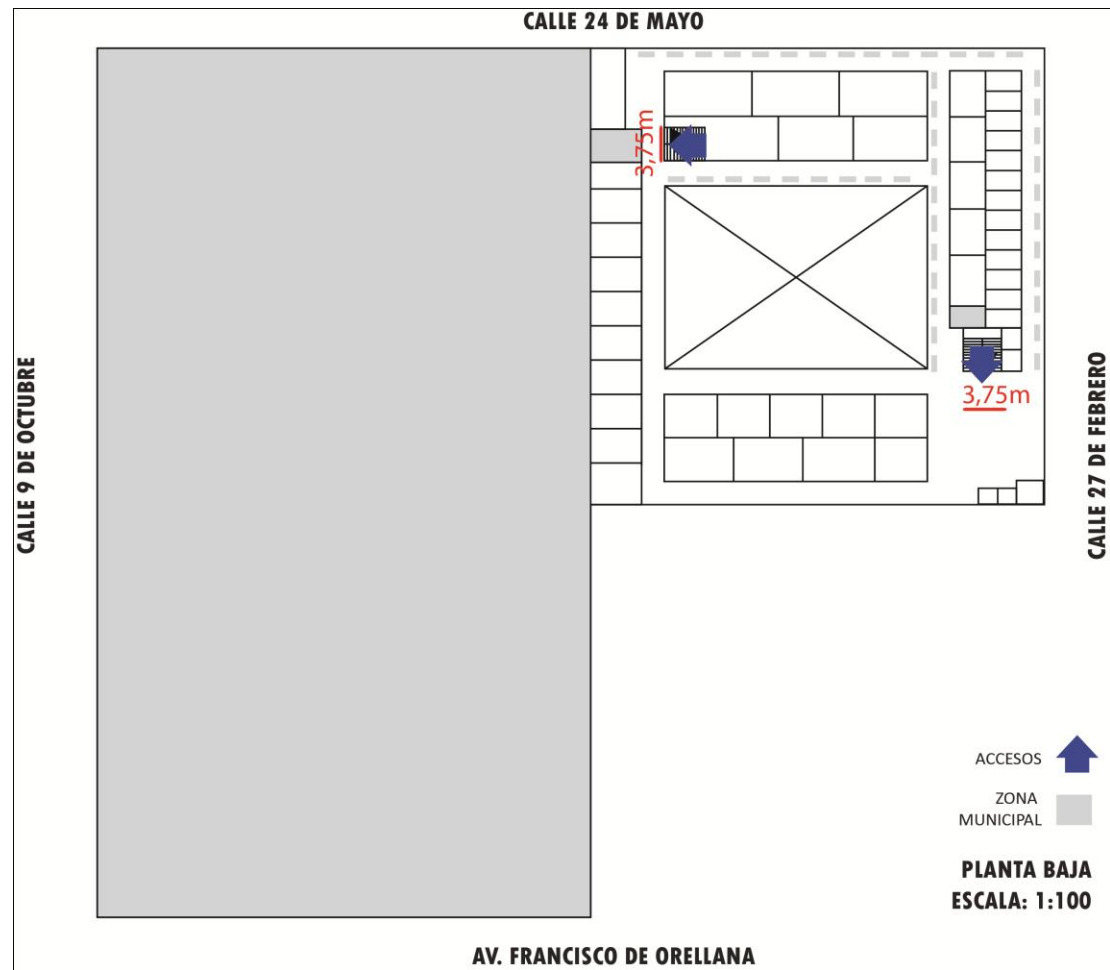 CALLE 24 DE MAYO
3,75m
CALLE 9 DE OCTUBRE
3,75m
CALLE 27 DE FEBRERO
ACCESOS
ZONA
MUNICIPAL
PLANTA BAJA
ESCALA: 1:100
AV. FRANCISCO DE ORELLANA